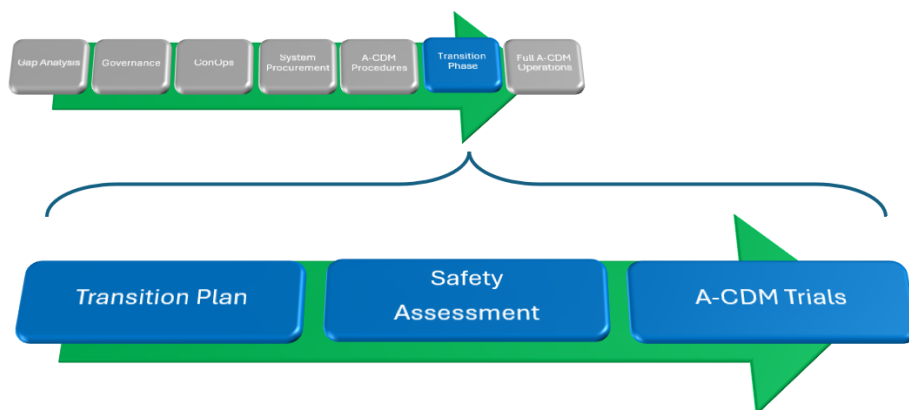 Gap Analysis
Governance
ConOps
System
Procurement
A-CDM
Procedures
Transition
Phase
Full A-CDM
Operations
Transition Plan
Safety
Assessment
A-CDM Trials